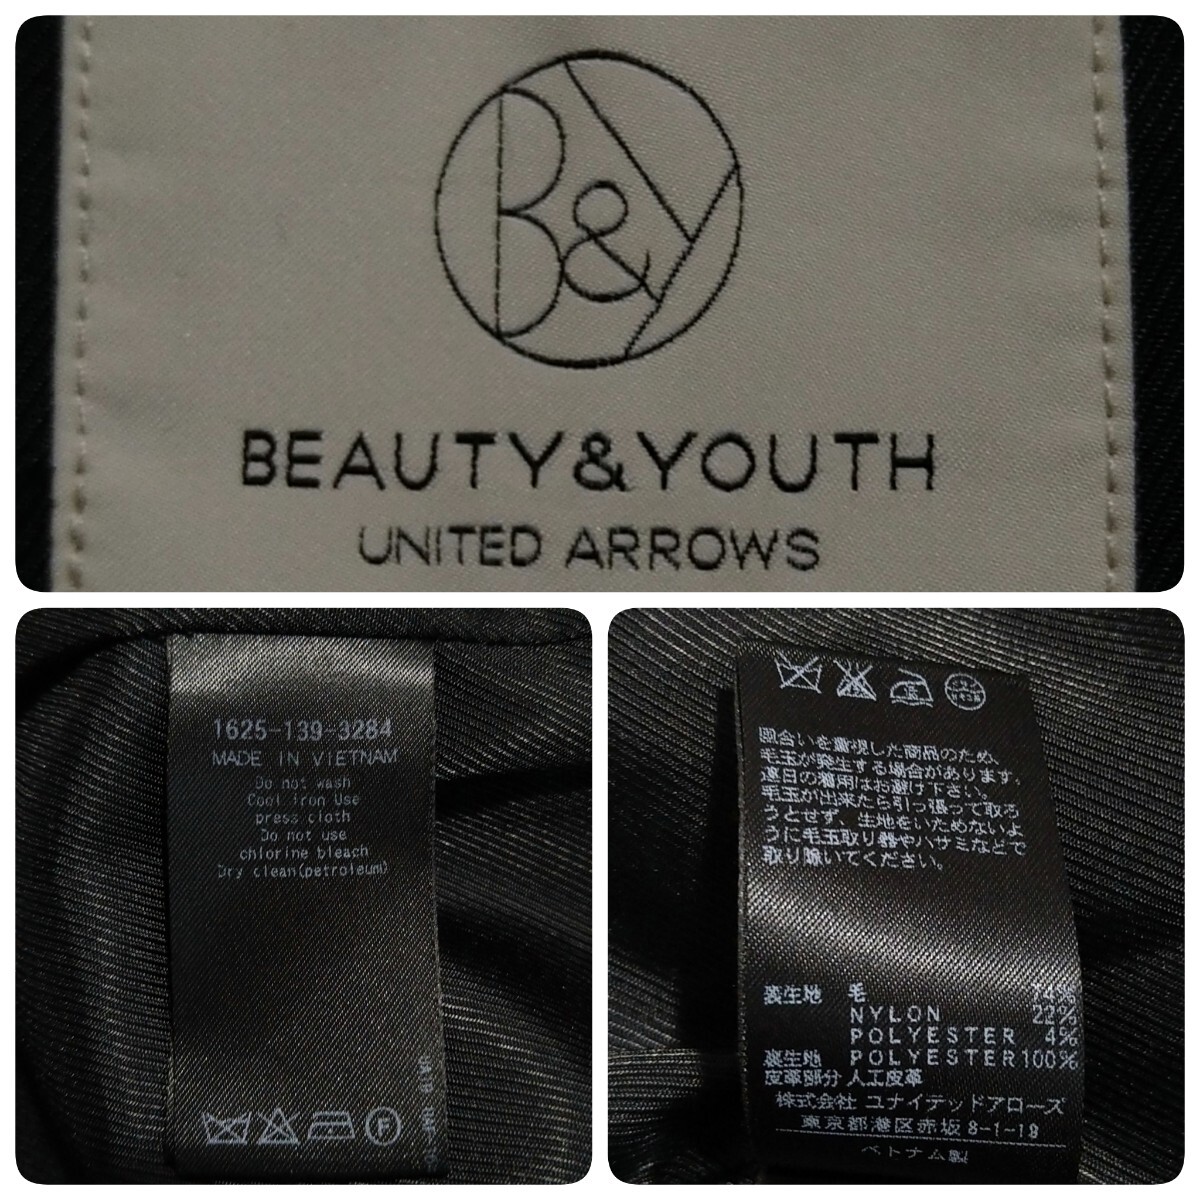 B&Y
BEAUTY&YOUTH
UNITED ARROWS
1625-139-3284
MADE IN VIETNAM
Do not wash
Cool iron Use
press cloth
Do not use
chlorine bleach
Dry clean(petroleum)
F
風合いを重視した商品のため、
毛玉が発生する場合があります。
連日の着用はお避け下さい。
毛玉が出来たら引っ張って取ろ
うとせず、生地をいためないよ
うに毛玉取り器やハサミなどで
取り除いてください。
表生地 毛 74%
NYLON 22%
POLYESTER 4%
裏生地 POLYESTER 100%
皮革部分 人工皮革
株式会社 ユナイテッドアローズ
東京都港区赤坂8-1-19
ベトナム製